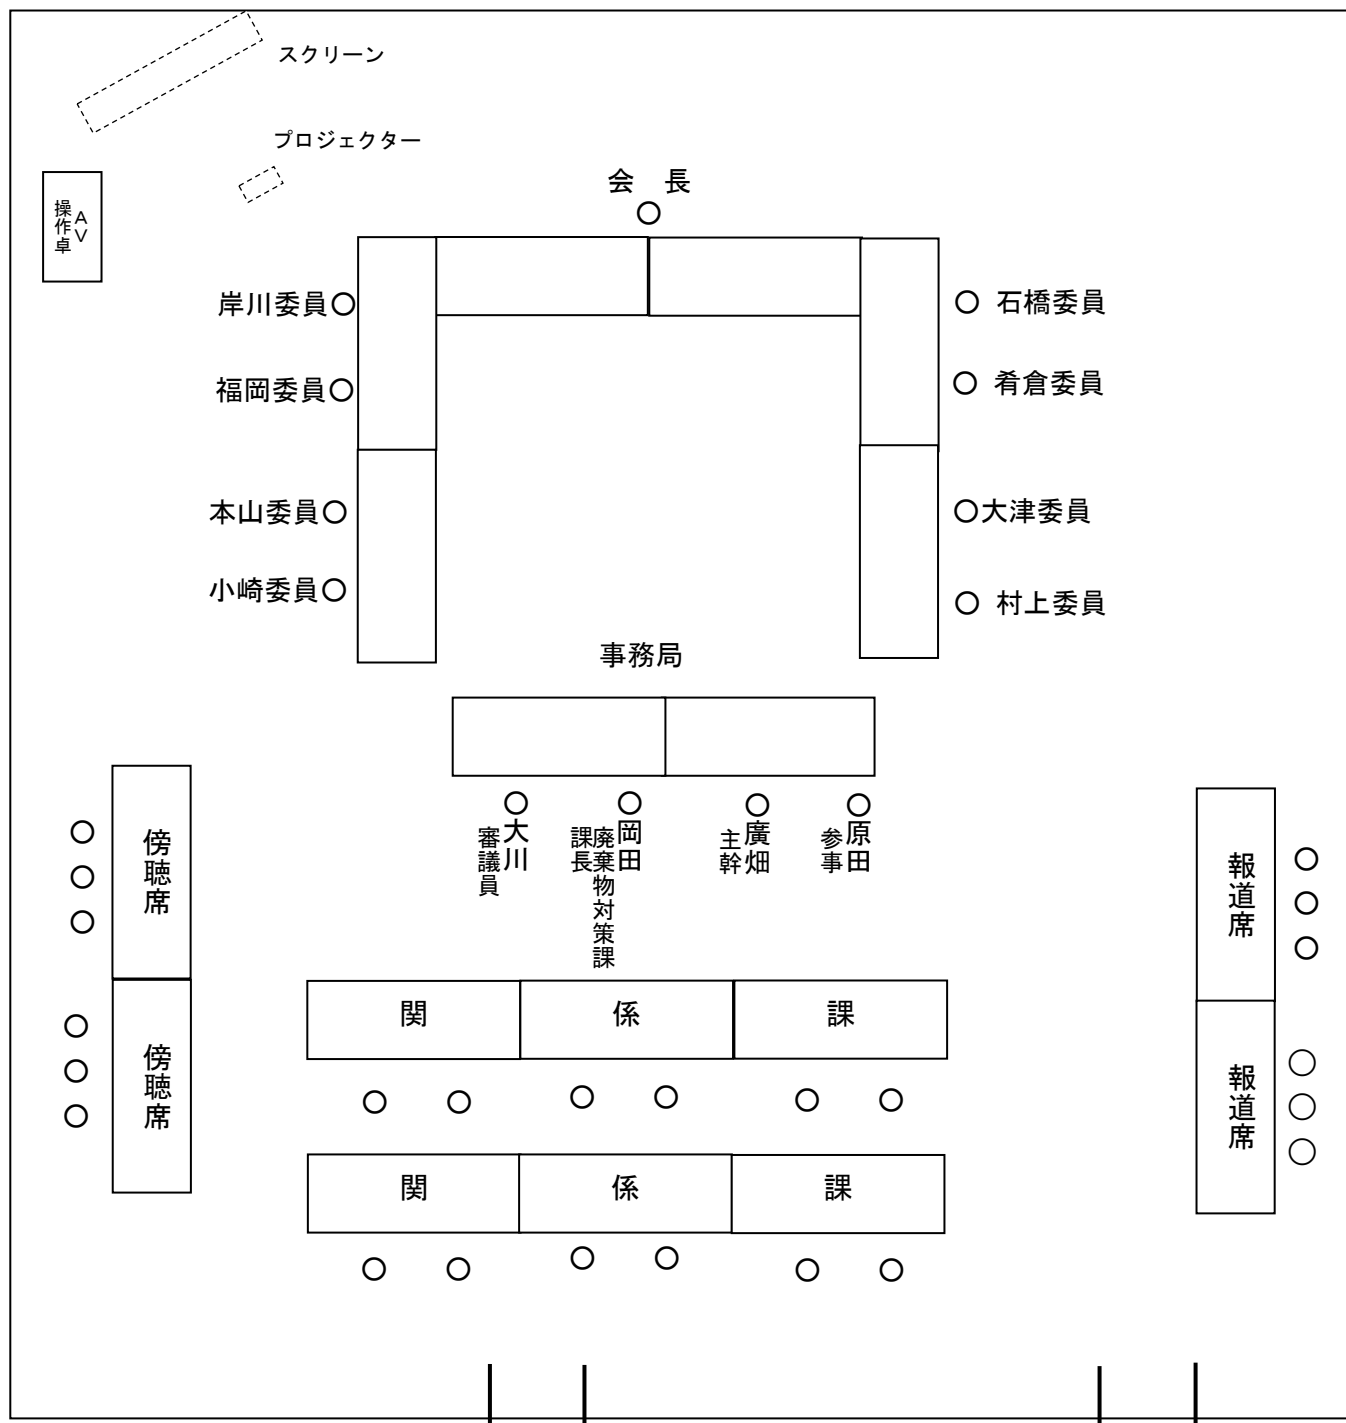 スクリーン
プロジェクター
AV
操作卓
会　長
岸川委員○
○ 石橋委員
福岡委員○
○ 肴倉委員
本山委員○
○大津委員
小崎委員○
○ 村上委員
事務局
大川
審議員
岡田
廃棄物対策課
課長
廣畑
主幹
原田
参事
傍聴席
傍聴席
報道席
報道席
関　係　課
関　係　課